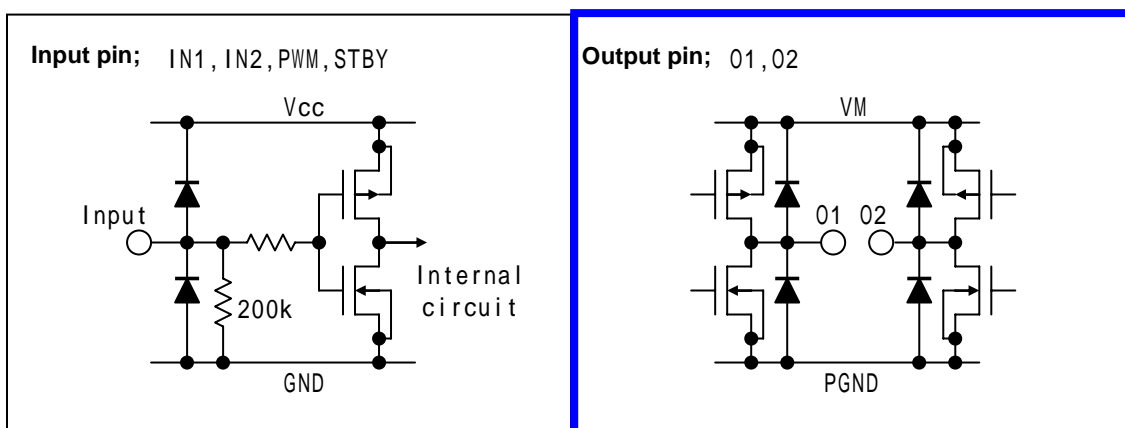 Input pin; IN1,IN2,PWM,STBY
Vcc
Input
Internal
circuit
200k
GND
Output pin; O1,O2
VM
O1 O2
PGND